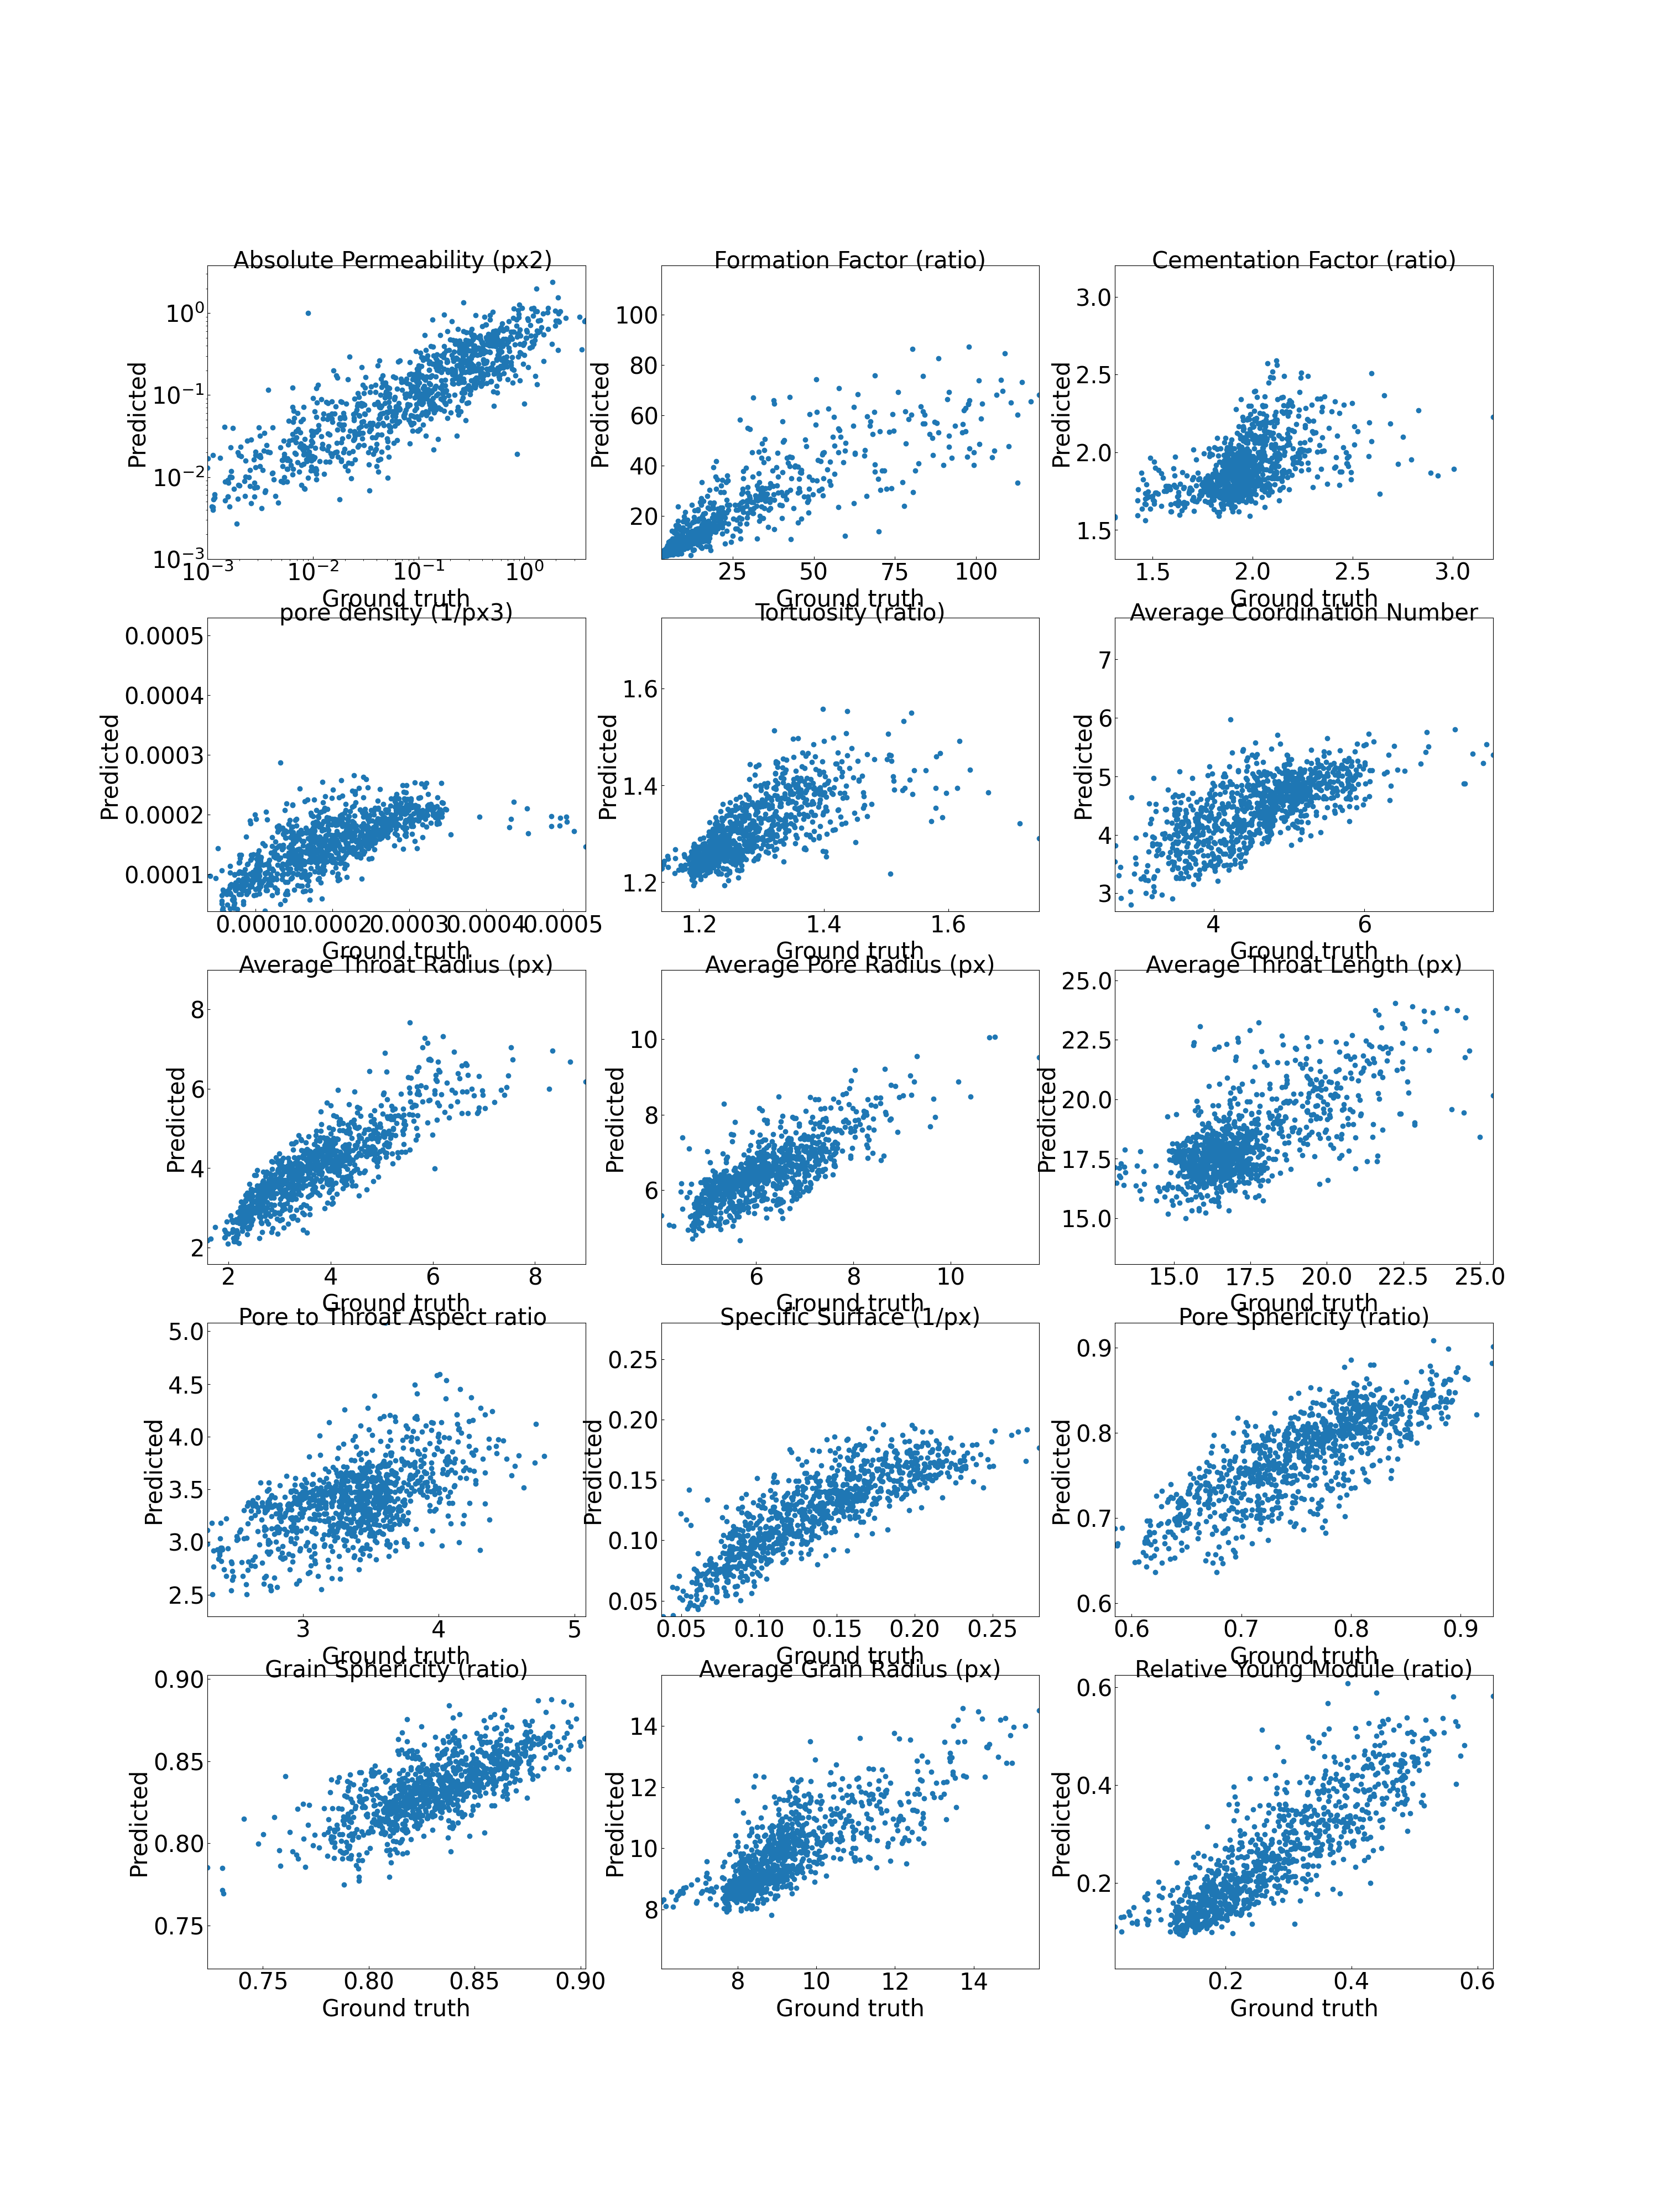 Absolute Permeability (px2)
Predicted
10⁰
10⁻¹
10⁻²
10⁻³
10⁻³ 10⁻² 10⁻¹ 10⁰
Ground truth
Formation Factor (ratio)
Predicted
100
80
60
40
20
25 50 75 100
Ground truth
Cementation Factor (ratio)
Predicted
3.0
2.5
2.0
1.5
1.5 2.0 2.5 3.0
Ground truth
pore density (1/px3)
Predicted
0.0005
0.0004
0.0003
0.0002
0.0001
0.0001 0.0002 0.0003 0.0004 0.0005
Ground truth
Tortuosity (ratio)
Predicted
1.6
1.4
1.2
1.2 1.4 1.6
Ground truth
Average Coordination Number
Predicted
7
6
5
4
3
4 6
Ground truth
Average Throat Radius (px)
Predicted
8
6
4
2
2 4 6 8
Ground truth
Average Pore Radius (px)
Predicted
10
8
6
6 8 10
Ground truth
Average Throat Length (px)
Predicted
25.0
22.5
20.0
17.5
15.0
15.0 17.5 20.0 22.5 25.0
Ground truth
Pore to Throat Aspect ratio
Predicted
5.0
4.5
4.0
3.5
3.0
2.5
3 4 5
Ground truth
Specific Surface (1/px)
Predicted
0.25
0.20
0.15
0.10
0.05
0.05 0.10 0.15 0.20 0.25
Ground truth
Pore Sphericity (ratio)
Predicted
0.9
0.8
0.7
0.6
0.6 0.7 0.8 0.9
Ground truth
Grain Sphericity (ratio)
Predicted
0.90
0.85
0.80
0.75
0.75 0.80 0.85 0.90
Ground truth
Average Grain Radius (px)
Predicted
14
12
10
8
8 10 12 14
Ground truth
Relative Young Module (ratio)
Predicted
0.6
0.4
0.2
0.2 0.4 0.6
Ground truth